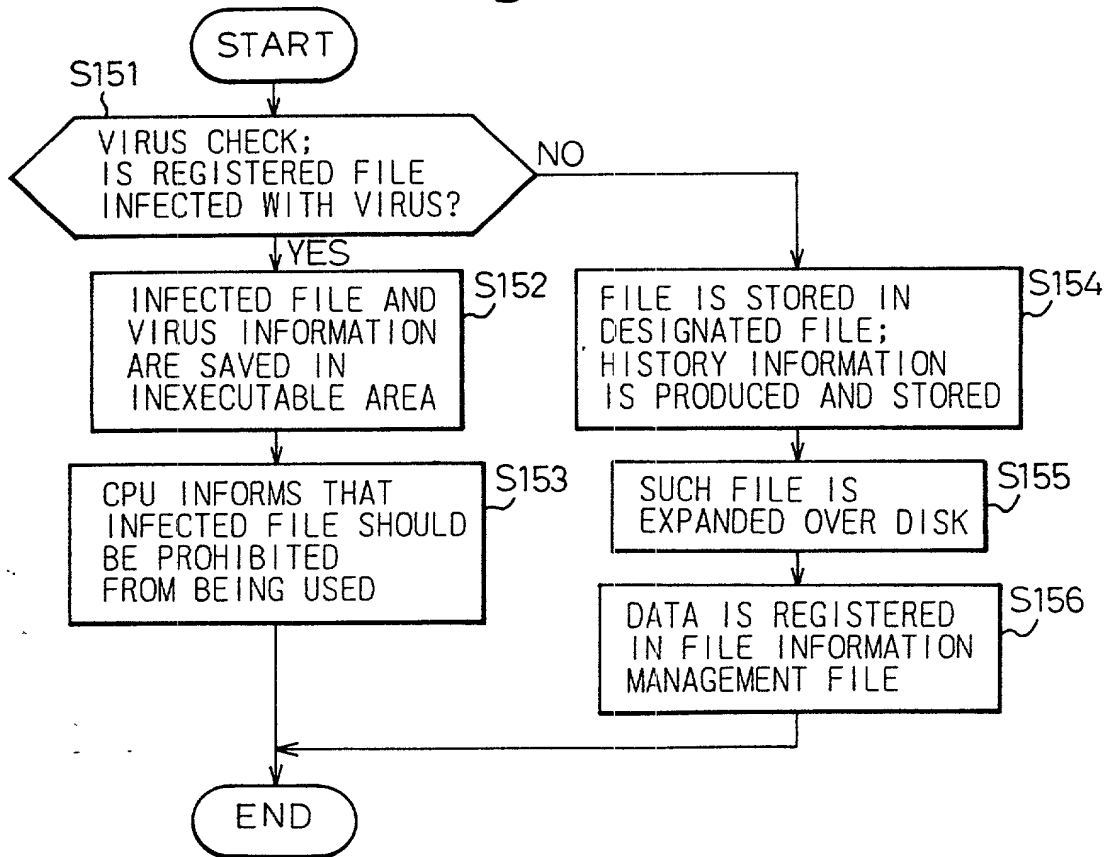 START
S151
VIRUS CHECK;
IS REGISTERED FILE
INFECTED WITH VIRUS?
NO
YES
INFECTED FILE AND
VIRUS INFORMATION
ARE SAVED IN
INEXECUTABLE AREA
S152
CPU INFORMS THAT
INFECTED FILE SHOULD
BE PROHIBITED
FROM BEING USED
S153
FILE IS STORED IN
DESIGNATED FILE;
HISTORY INFORMATION
IS PRODUCED AND STORED
S154
SUCH FILE IS
EXPANDED OVER DISK
S155
DATA IS REGISTERED
IN FILE INFORMATION
MANAGEMENT FILE
S156
END